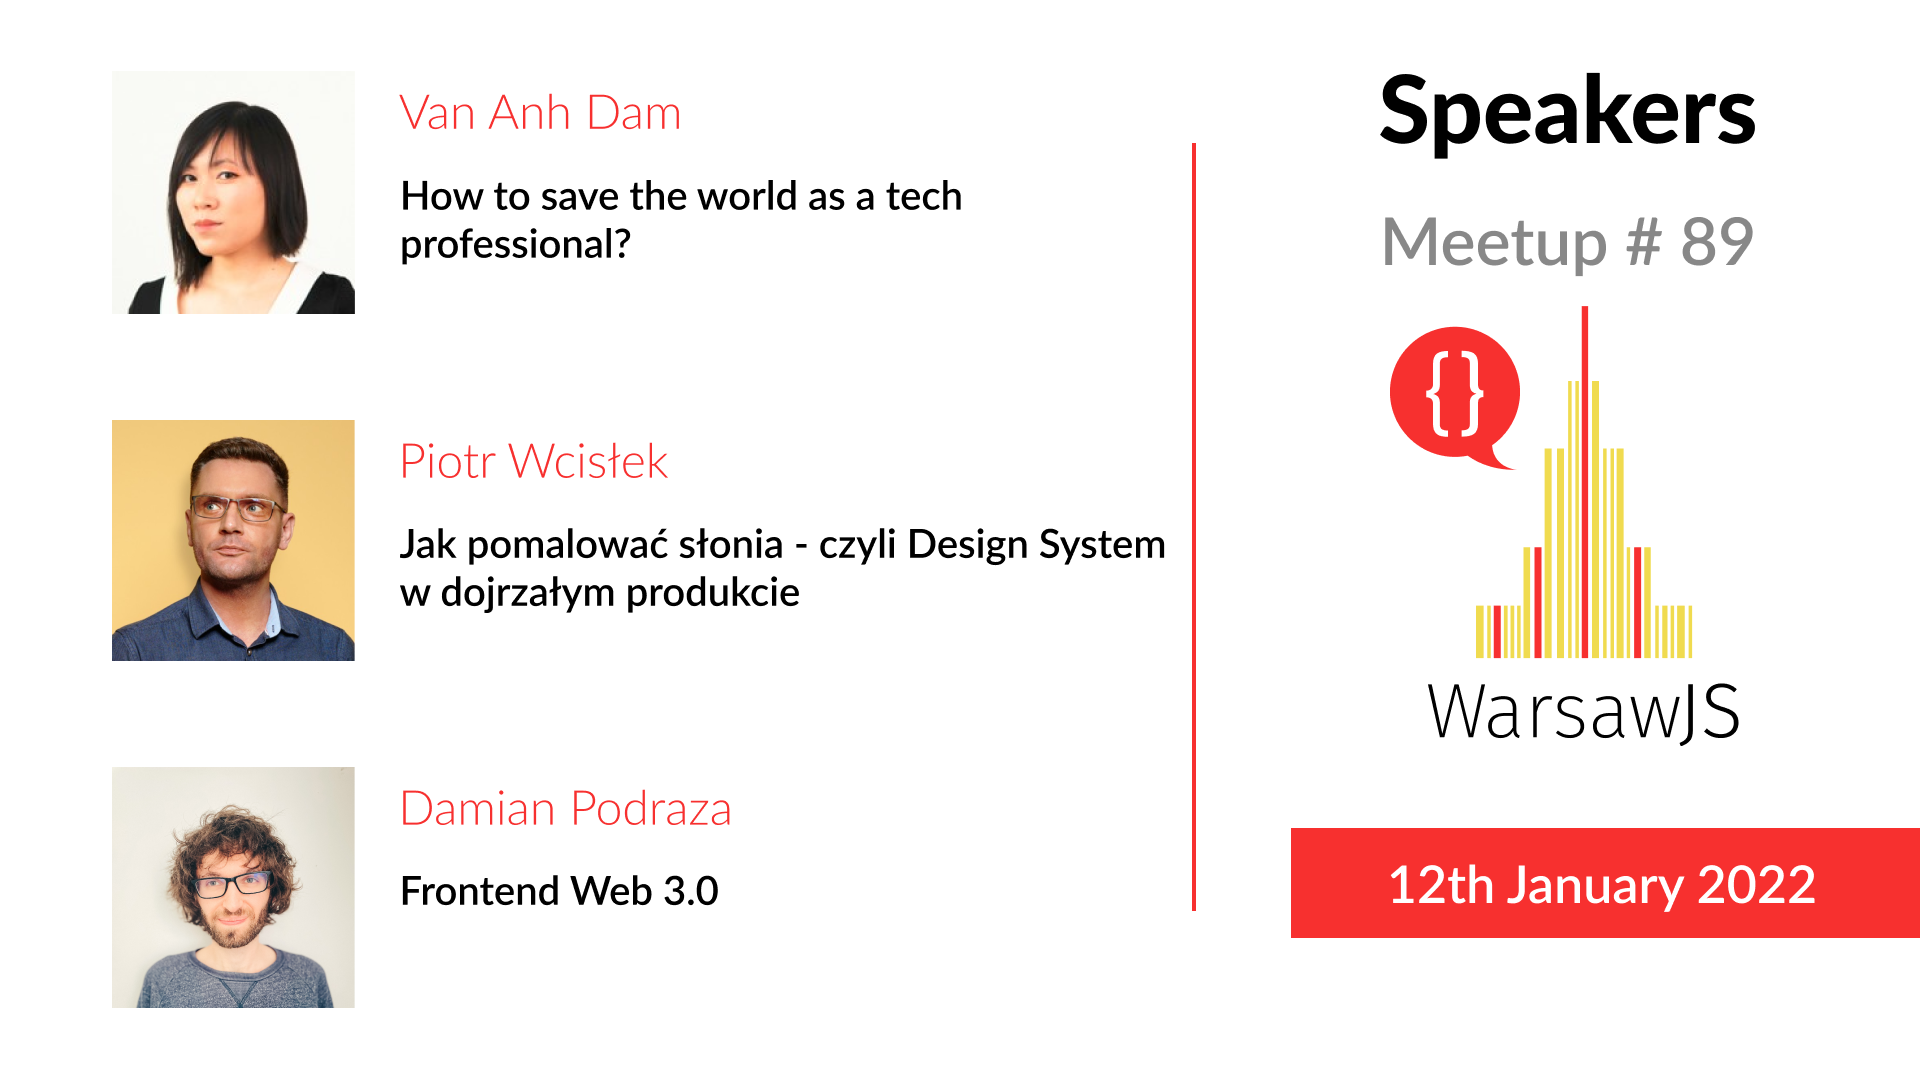 Van Anh Dam
How to save the world as a tech
professional?
Piotr Wcisłek
Jak pomalować słonia - czyli Design System
w dojrzałym produkcie
Damian Podraza
Frontend Web 3.0
Speakers
Meetup # 89
{}
WarsawJS
12th January 2022